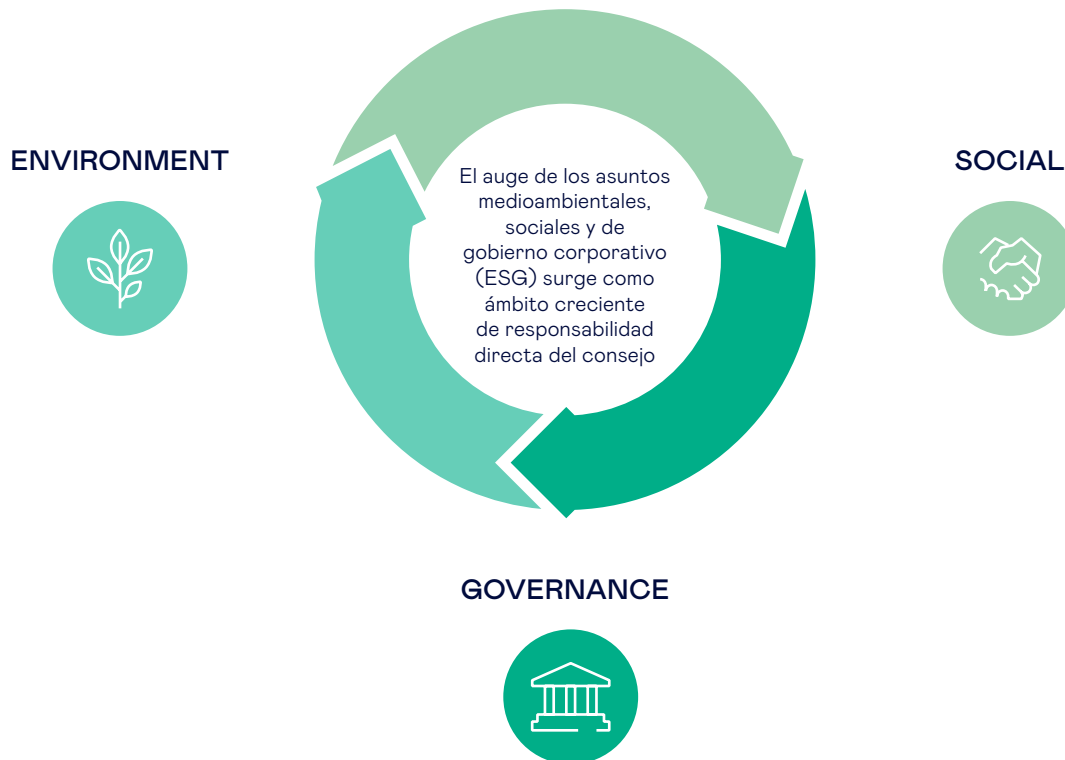 ENVIRONMENT
SOCIAL
El auge de los asuntos
medioambientales,
sociales y de
gobierno corporativo
(ESG) surge como
ámbito creciente
de responsabilidad
directa del consejo
GOVERNANCE